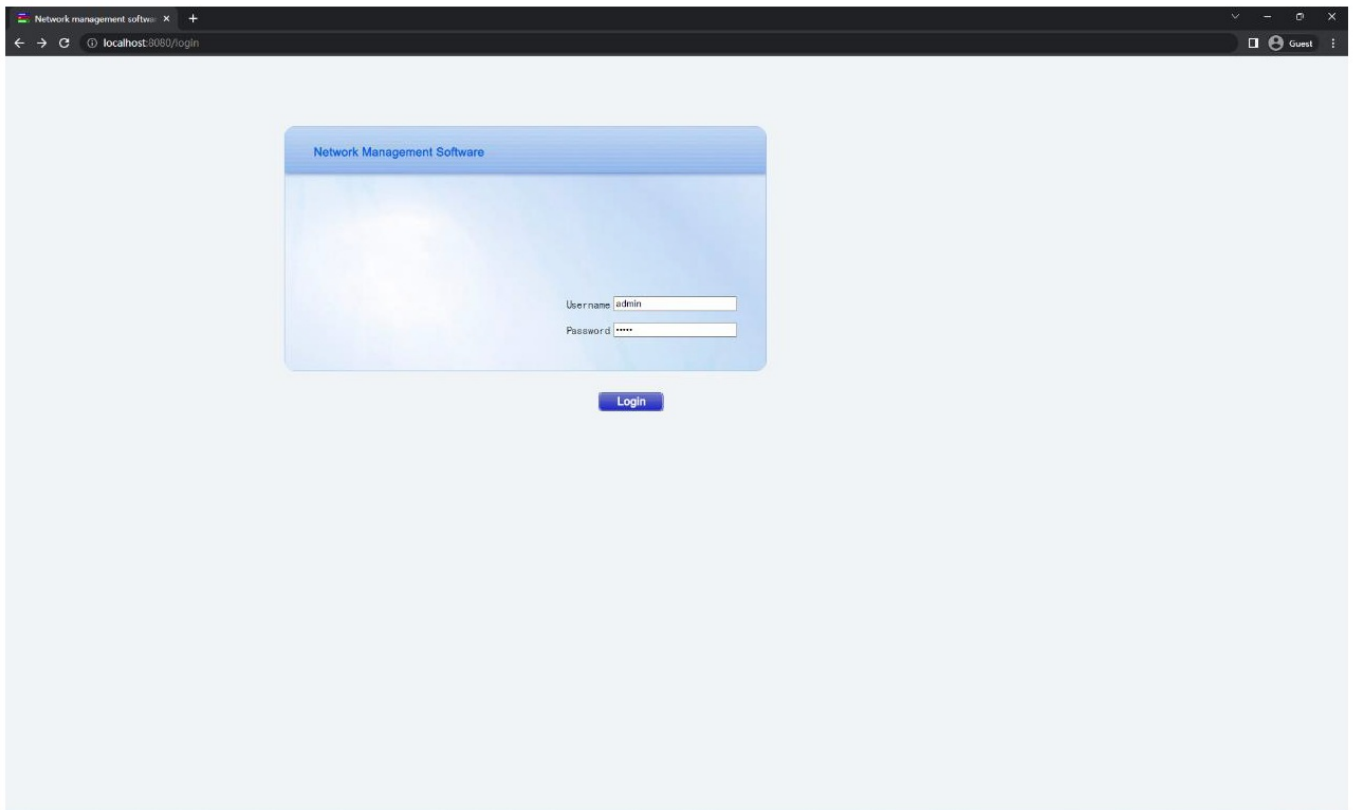 Network management softwa
localhost:8080/login
Guest
Network Management Software
Username admin
Password •••••
Login